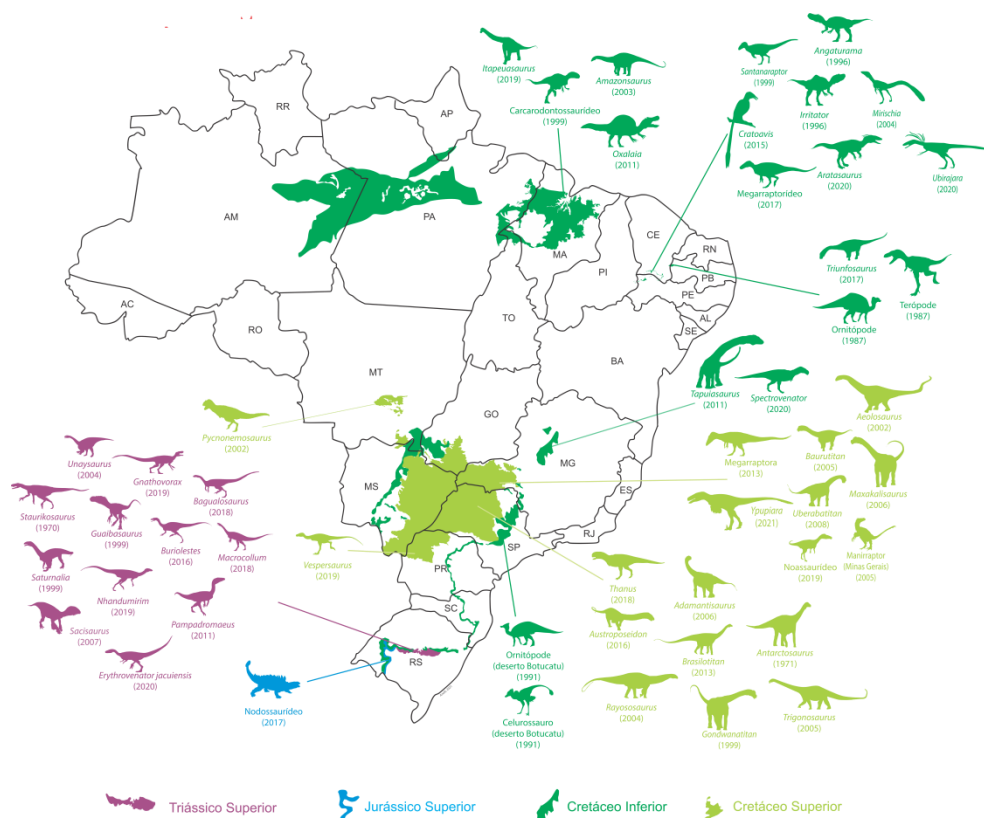 Itapeuasaurus
(2019)
Amazonsaurus
(2003)
Carcarodontossaurídeo
(1999)
Oxalaia
(2011)
Angaturama
(1996)
Santanaraptor
(1999)
Irritator
(1996)
Mirischia
(2004)
Cratoavis
(2015)
Aratasaurus
(2020)
Ubirajara
(2020)
Megarraptorídeo
(2017)
RR
AP
AM
PA
MA
CE
RN
PB
PI
PE
AL
SE
AC
RO
TO
BA
MT
GO
MG
MS
ES
RJ
SP
PR
SC
RS
Triunfosaurus
(2017)
Terópode
(1987)
Ornitópode
(1987)
Tapuiasaurus
(2011)
Spectrovenator
(2020)
Aeolosaurus
(2002)
Megarraptora
(2013)
Baurutitan
(2005)
Maxakalisaurus
(2006)
Ypupiara
(2021)
Uberabatitan
(2008)
Noassaurídeo
(2019)
Maniraptor
(Minas Gerais)
(2005)
Pycnonemosaurus
(2002)
Unaysaurus
(2004)
Gnathovorax
(2019)
Bagualosaurus
(2018)
Staurikosaurus
(1970)
Guaibasaurus
(1999)
Buriolestes
(2016)
Macrocollum
(2018)
Saturnalia
(1999)
Nhandumirim
(2019)
Pampadromaeus
(2011)
Sacisaurus
(2007)
Erythrovenator jacuiensis
(2020)
Vespersaurus
(2019)
Nodossaurídeo
(2017)
Ornitópode
(deserto Botucatu)
(1991)
Celurossauro
(deserto Botucatu)
(1991)
Thanus
(2018)
Adamantisaurus
(2006)
Austroposeidon
(2016)
Brasilotitan
(2013)
Antarctosaurus
(1971)
Rayososaurus
(2004)
Gondwanatitan
(1999)
Trigonosaurus
(2005)
Triássico Superior
Jurássico Superior
Cretáceo Inferior
Cretáceo Superior